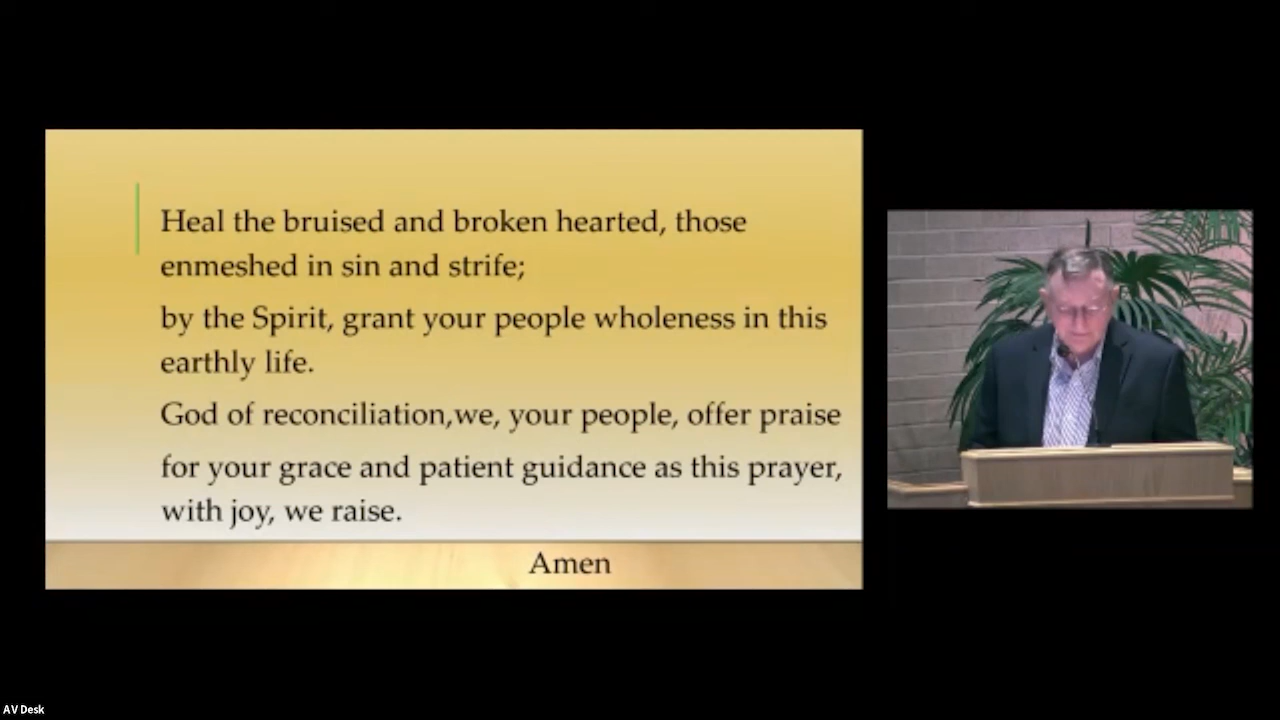 Heal the bruised and broken hearted, those
enmeshed in sin and strife;
by the Spirit, grant your people wholeness in this
earthly life.
God of reconciliation,we, your people, offer praise
for your grace and patient guidance as this prayer,
with joy, we raise.
Amen
AV Desk